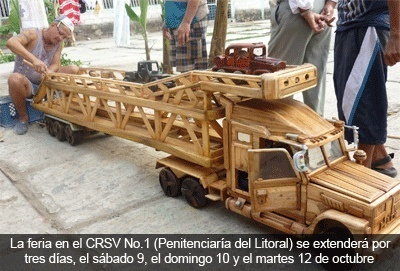 La feria en el CRSV No.1 (Penitenciaría del Litoral) se extenderá por
tres días, el sábado 9, el domingo 10 y el martes 12 de octubre